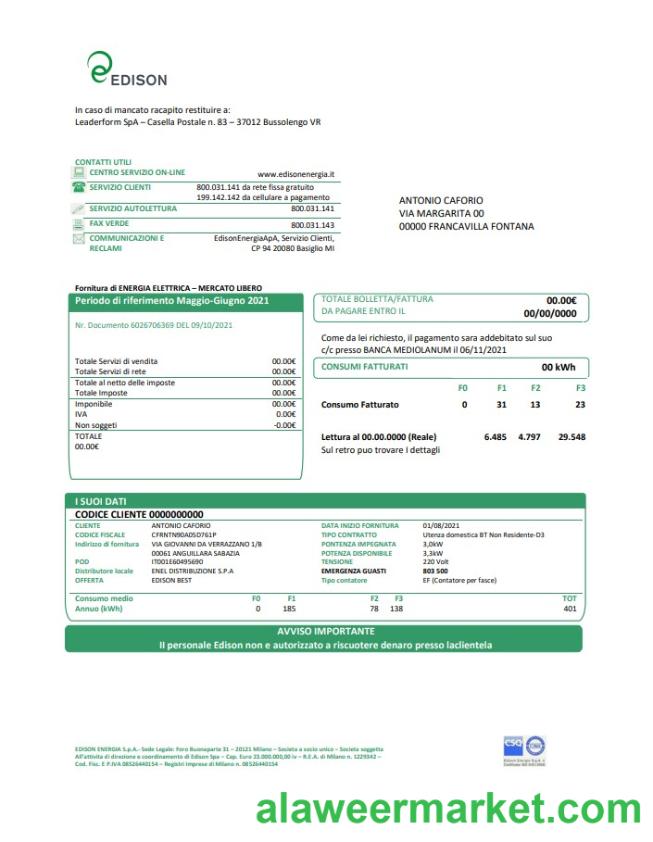 EDISON
In caso di mancato racapito restituire a:
Leaderform SpA – Casella Postale n. 83 – 37012 Bussolengo VR
CONTATTI UTILI
CENTRO SERVIZIO ON-LINE www.edisonenergia.it
SERVIZIO CLIENTI 800.031.141 da rete fissa gratuito
199.142.142 da cellulare a pagamento
SERVIZIO AUTOLETTURA 800.031.141
FAX VERDE 800.031.143
COMMUNICAZIONI E RECLAMI EdisonEnergiaApA, Servizio Clienti,
CP 94 20080 Basiglio MI
ANTONIO CAFORIO
VIA MARGARITA 00
00000 FRANCAVILLA FONTANA
Fornitura di ENERGIA ELETTRICA – MERCATO LIBERO
Periodo di riferimento Maggio-Giugno 2021
Nr. Documento 6026706369 DEL 09/10/2021
Totale Servizi di vendita 00.00€
Totale Servizi di rete 00.00€
Totale al netto delle imposte 00.00€
Totale Imposte 00.00€
Imponibile 00.00€
IVA 0.00€
Non soggeti -0.00€
TOTALE
00.00€
TOTALE BOLLETTA/FATTURA 00.00€
DA PAGARE ENTRO IL 00/00/0000
Come da lei richiesto, il pagamento sara addebitato sul suo
c/c presso BANCA MEDIOLANUM il 06/11/2021
CONSUMI FATTURATI 00 kWh
F0 F1 F2 F3
Consumo Fatturato 0 31 13 23
Lettura al 00.00.0000 (Reale) 6.485 4.797 29.548
Sul retro puo trovare I dettagli
I SUOI DATI
CODICE CLIENTE 0000000000
CLIENTE ANTONIO CAFORIO
CODICE FISCALE CFRNTN90A05D761P
Indirizzo di fornitura VIA GIOVANNI DA VERRAZZANO 1/B
00061 ANGUILLARA SABAZIA
POD IT001E60495690
Distributore locale ENEL DISTRIBUZIONE S.P.A
OFFERTA EDISON BEST
DATA INIZIO FORNITURA 01/08/2021
TIPO CONTRATTO Utenza domestica BT Non Residente-D3
PONTENZA IMPEGNATA 3,0kW
POTENZA DISPONIBILE 3,3kW
TENSIONE 220 Volt
EMERGENZA GUASTI 803 500
Tipo contatore EF (Contatore per fasce)
Consumo medio F0 F1 F2 F3 TOT
Annuo (kWh) 0 185 78 138 401
AVVISO IMPORTANTE
Il personale Edison non e autorizzato a riscuotere denaro presso laclientela
EDISON ENERGIA S.p.A.- Sede Legale: Foro Buonaparte 31 – 20121 Milano – Societa a socio unico – Societa soggetta
All'attivita di direzione e coordinamento di Edison Spa – Cap. Euro 23.000.000,00 iv – R.E.A. di Milano n. 1229342 –
Cod. Fisc. E P.IVA 08526440154 – Registri Imprese di Milano n. 08526440154
CSQ
alaweermarket.com